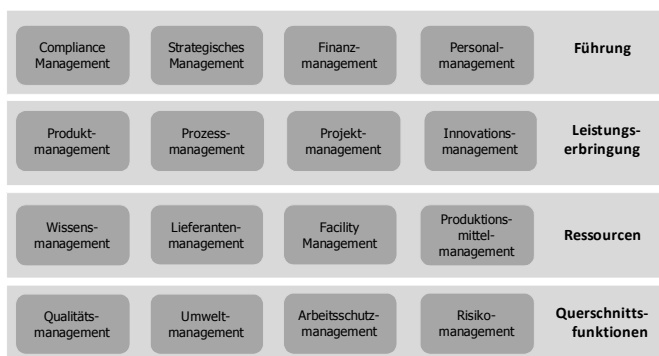 Compliance
Management
Strategisches
Management
Finanz-
management
Personal-
management
Führung
Produkt-
management
Prozess-
management
Projekt-
management
Innovations-
management
Leistungs-
erbringung
Wissens-
management
Lieferanten-
management
Facility
Management
Produktions-
mittel-
management
Ressourcen
Qualitäts-
management
Umwelt-
management
Arbeitsschutz-
management
Risiko-
management
Querschnitts-
funktionen